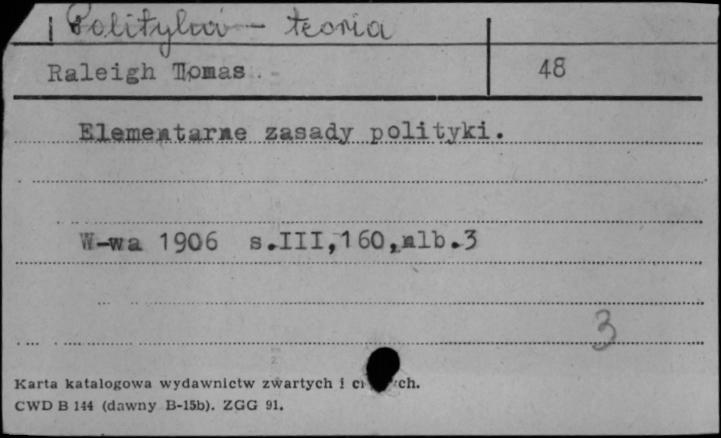 Polityka - teoria
Raleigh Tomas 48
Elementarne zasady polityki.
W-wa 1906 s.III,160,nlb.3
3
Karta katalogowa wydawnictw zwartych i
CWD B 144 (dawny B-15b). ZGG 91.